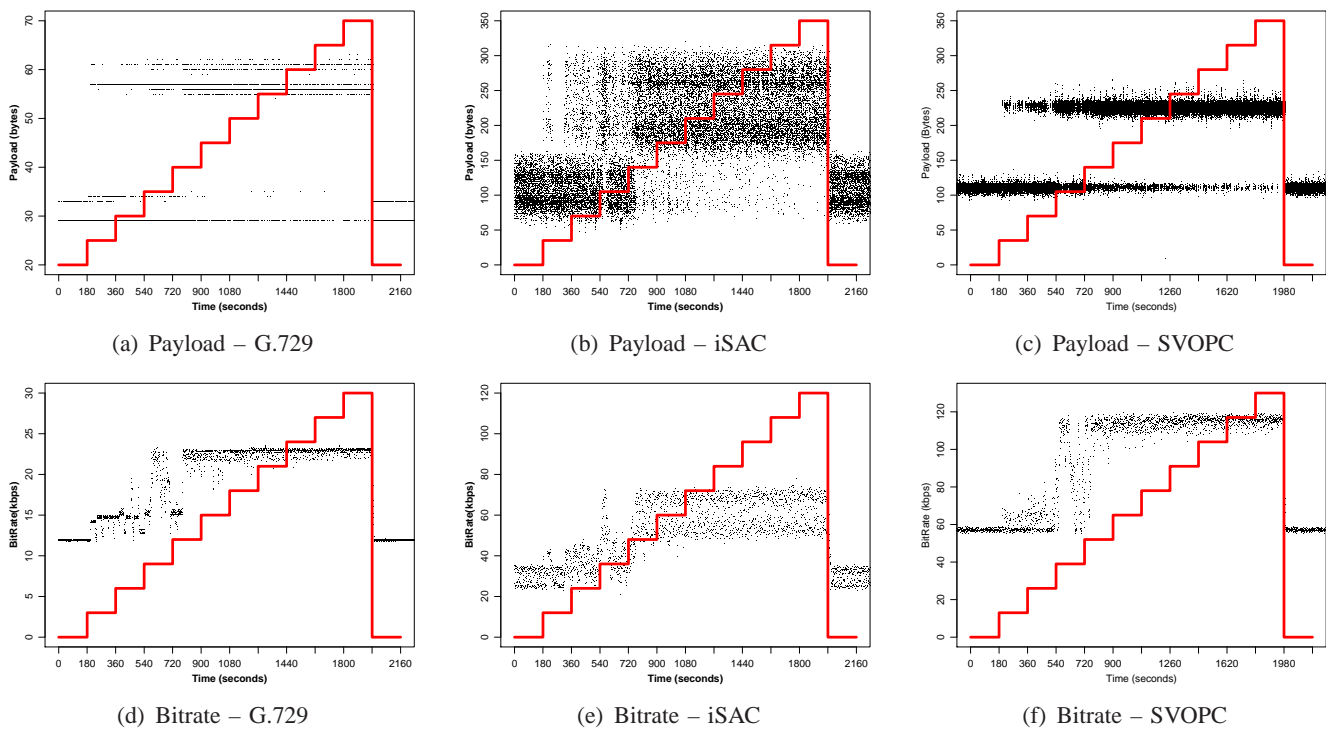 Payload (bytes)
70
60
50
40
30
20
0 180 360 540 720 900 1080 1440 1800 2160
Time (seconds)
(a) Payload – G.729
Payload (bytes)
350
300
250
200
150
100
50
0
0 180 360 540 720 900 1080 1440 1800 2160
Time (seconds)
(b) Payload – iSAC
Payload (Bytes)
350
300
250
200
150
100
50
0
0 180 360 540 720 900 1260 1620 1980
Time (seconds)
(c) Payload – SVOPC
BitRate(kbps)
30
25
20
15
10
5
0
0 180 360 540 720 900 1080 1440 1800 2160
Time (seconds)
(d) Bitrate – G.729
BitRate(kbps)
120
100
80
60
40
20
0
0 180 360 540 720 900 1080 1440 1800 2160
Time (seconds)
(e) Bitrate – iSAC
BitRate (kbps)
120
100
80
60
40
20
0
0 180 360 540 720 900 1260 1620 1980
Time (seconds)
(f) Bitrate – SVOPC